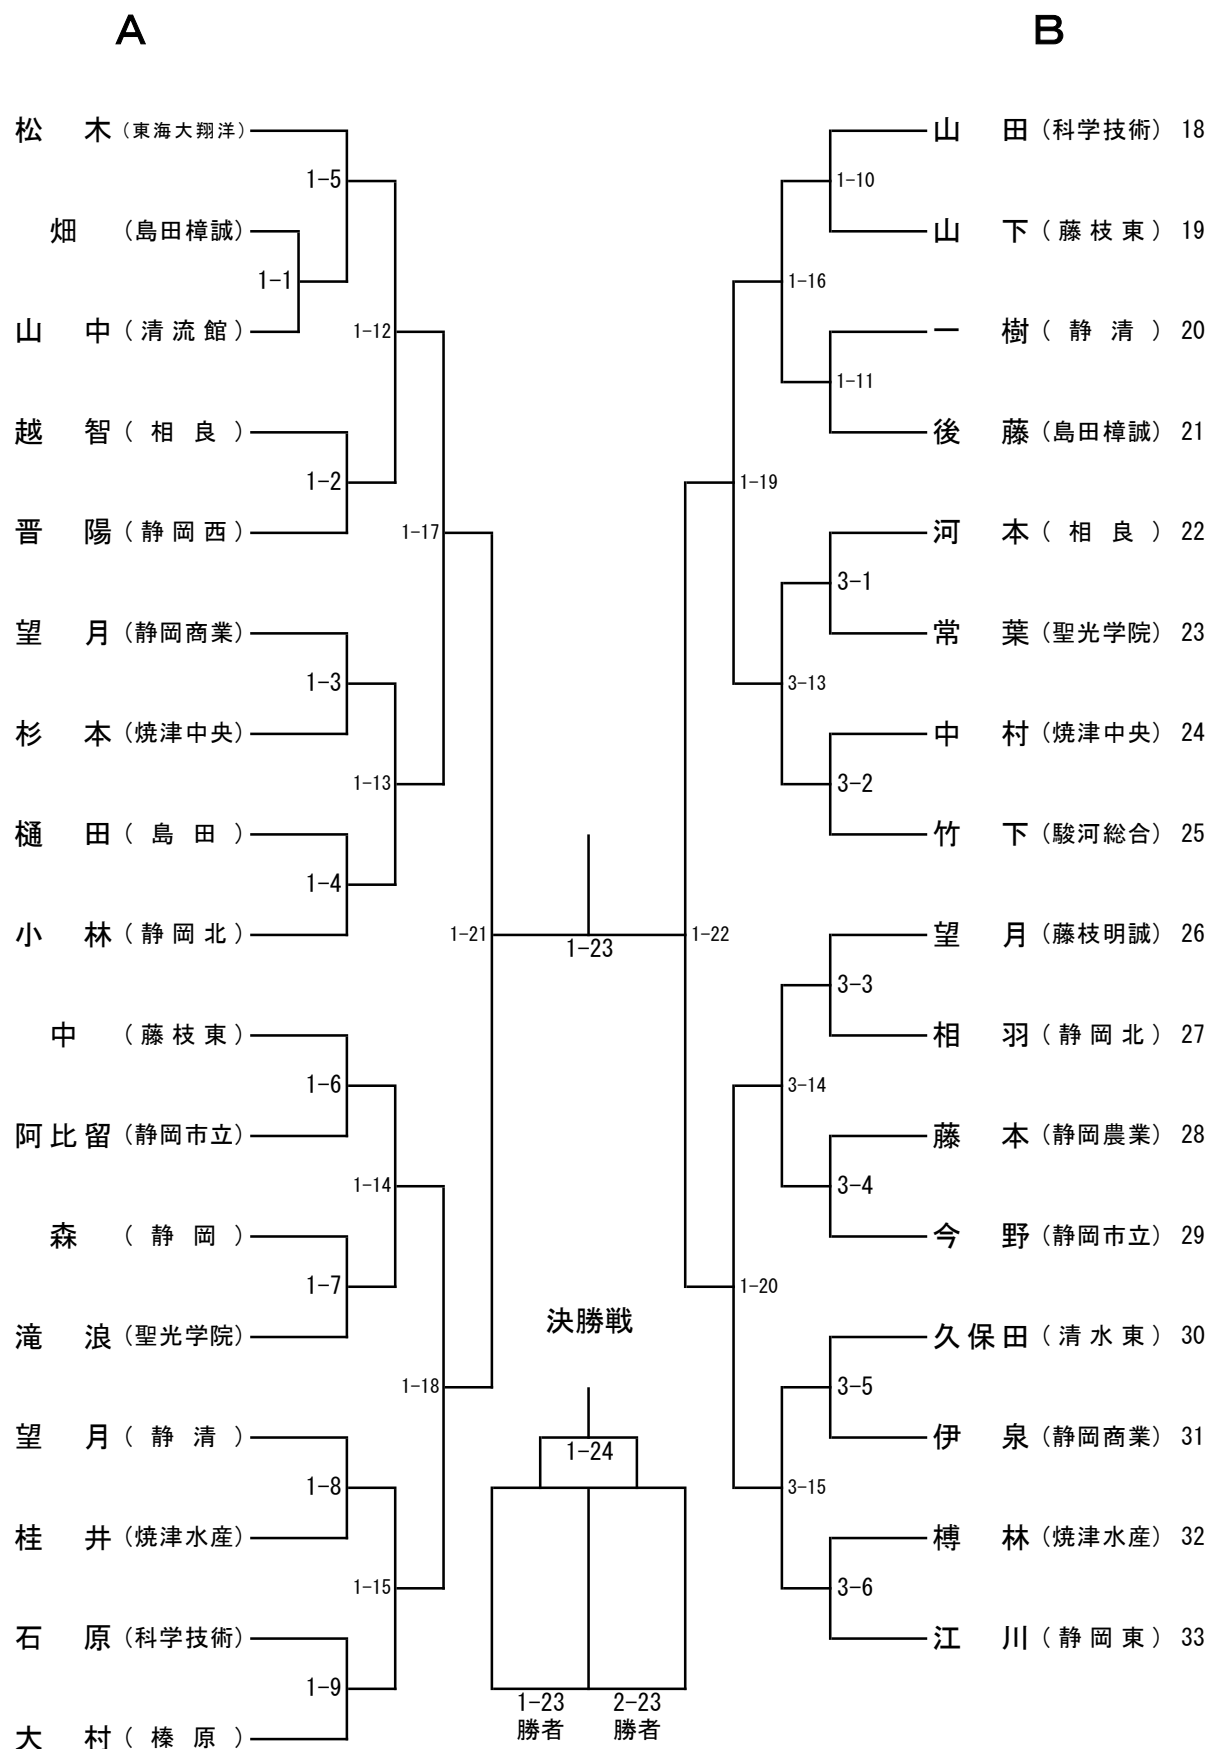 A
B
松木（東海大翔洋）
畑（島田樟誠）
山中（清流館）
越智（相良）
晋陽（静岡西）
望月（静岡商業）
杉本（焼津中央）
樋田（島田）
小林（静岡北）
中（藤枝東）
阿比留（静岡市立）
森（静岡）
滝浪（聖光学院）
望月（静清）
桂井（焼津水産）
石原（科学技術）
大村（榛原）
1-5
1-1
1-12
1-2
1-17
1-3
1-13
1-4
1-21
1-6
1-14
1-7
1-18
1-8
1-15
1-9
1-23
決勝戦
1-24
1-23 2-23
勝者 勝者
1-10
1-16
1-11
1-19
3-1
3-13
3-2
1-22
3-3
3-14
3-4
1-20
3-5
3-15
3-6
山田（科学技術）18
山下（藤枝東）19
一樹（静清）20
後藤（島田樟誠）21
河本（相良）22
常葉（聖光学院）23
中村（焼津中央）24
竹下（駿河総合）25
望月（藤枝明誠）26
相羽（静岡北）27
藤本（静岡農業）28
今野（静岡市立）29
久保田（清水東）30
伊泉（静岡商業）31
榑林（焼津水産）32
江川（静岡東）33